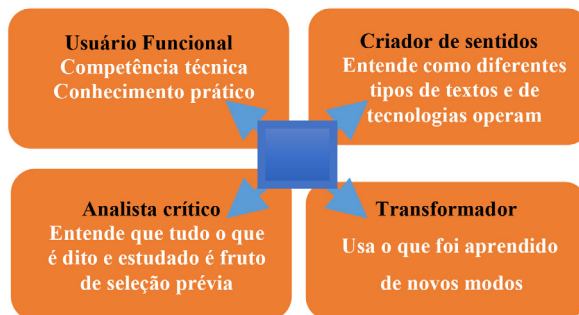 Usuário Funcional
Competência técnica
Conhecimento prático
Criador de sentidos
Entende como diferentes
tipos de textos e de
tecnologias operam
Analista crítico
Entende que tudo o que
é dito e estudado é fruto
de seleção prévia
Transformador
Usa o que foi aprendido
de novos modos